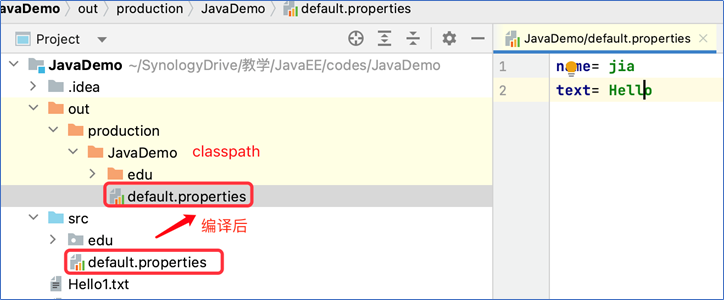 JavaDemo › out › production › JavaDemo › default.properties
Project
JavaDemo/default.properties
JavaDemo ~/SynologyDrive/教学/JavaEE/codes/JavaDemo
.idea
out
production
JavaDemo classpath
edu
default.properties
src 编译后
edu
default.properties
Hello1.txt
1 name= jia
2 text= Hello